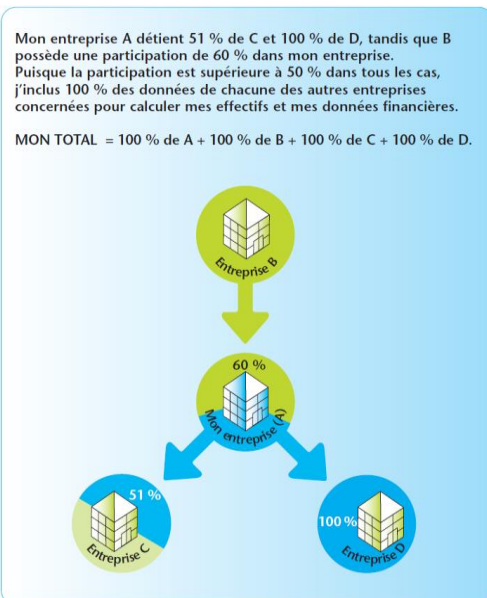 Mon entreprise A détient 51 % de C et 100 % de D, tandis que B
possède une participation de 60 % dans mon entreprise.
Puisque la participation est supérieure à 50 % dans tous les cas,
j'inclus 100 % des données de chacune des autres entreprises
concernées pour calculer mes effectifs et mes données financières.
MON TOTAL = 100 % de A + 100 % de B + 100 % de C + 100 % de D.
Entreprise B
60 %
Mon entreprise (A)
51 %
Entreprise C
100 %
Entreprise D